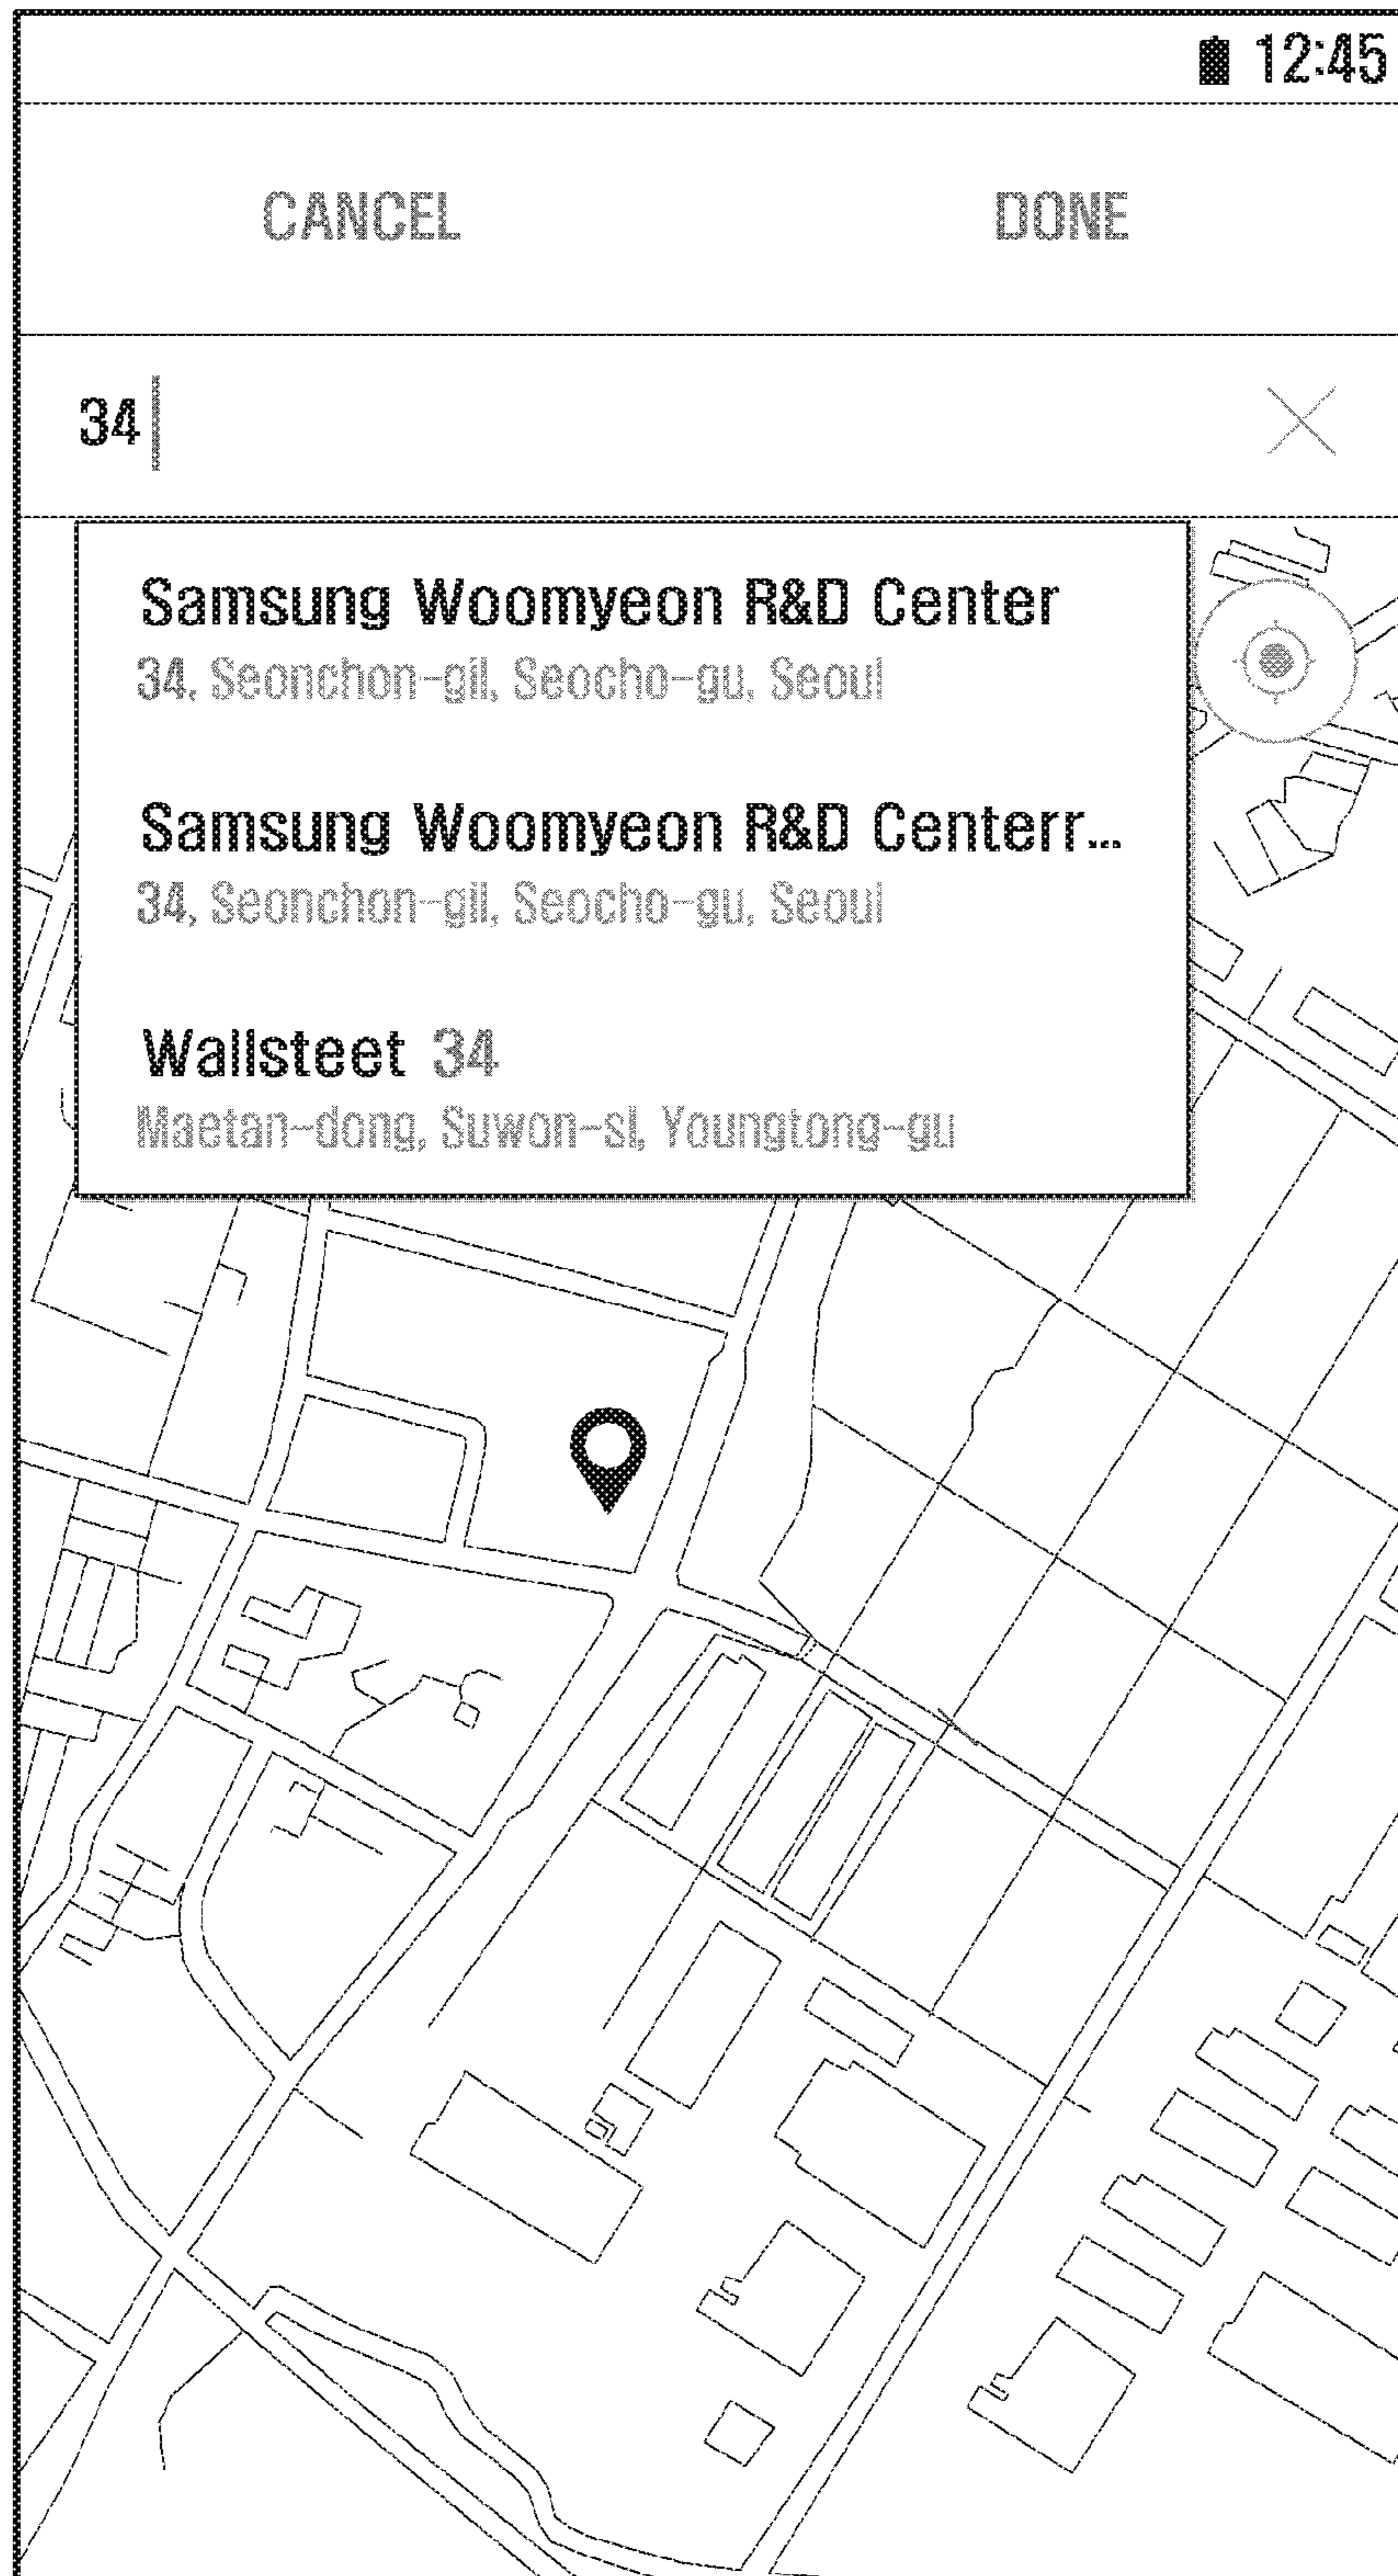 12:45
CANCEL DONE
34
Samsung Woomyeon R&D Center
34, Seonchon-gil, Seocho-gu, Seoul
Samsung Woomyeon R&D Centerr...
34, Seonchon-gil, Seocho-gu, Seoul
Wallsteet 34
Maetan-dong, Suwon-si, Youngtong-gu